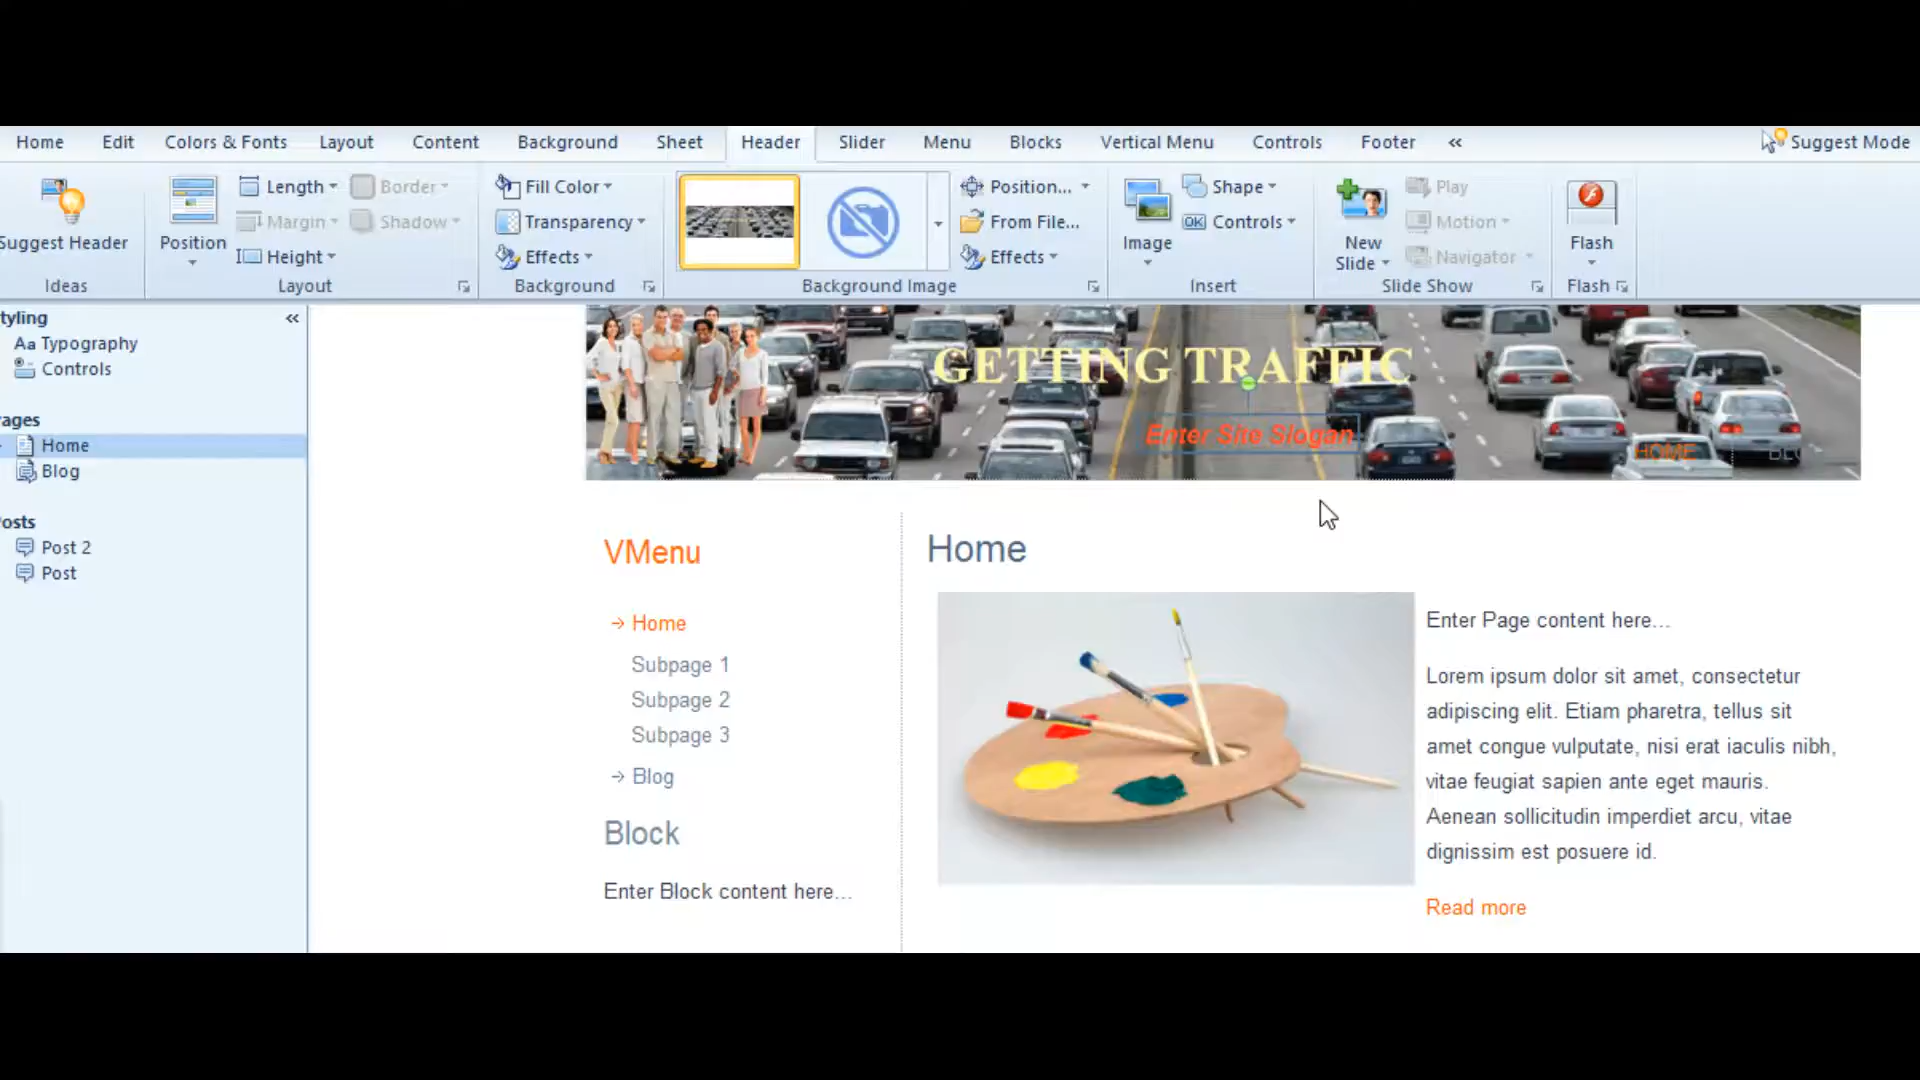 Home Edit Colors & Fonts Layout Content Background Sheet Header Slider Menu Blocks Vertical Menu Controls Footer « Suggest Mode
Suggest Header
Ideas
Position
Length
Margin
Height
Border
Shadow
Layout
Fill Color
Transparency
Effects
Background
Position...
From File...
Effects
Background Image
Image
Shape
OK Controls
Insert
New
Slide
Play
Motion
Navigator
Slide Show
Flash
Flash
tyling «
Aa Typography
Controls
ages
Home
Blog
osts
Post 2
Post
GETTING TRAFFIC
Enter Site Slogan
HOME
VMenu
Home
Subpage 1
Subpage 2
Subpage 3
Blog
Block
Enter Block content here...
Home
Enter Page content here...
Lorem ipsum dolor sit amet, consectetur
adipiscing elit. Etiam pharetra, tellus sit
amet congue vulputate, nisi erat iaculis nibh,
vitae feugiat sapien ante eget mauris.
Aenean sollicitudin imperdiet arcu, vitae
dignissim est posuere id.
Read more